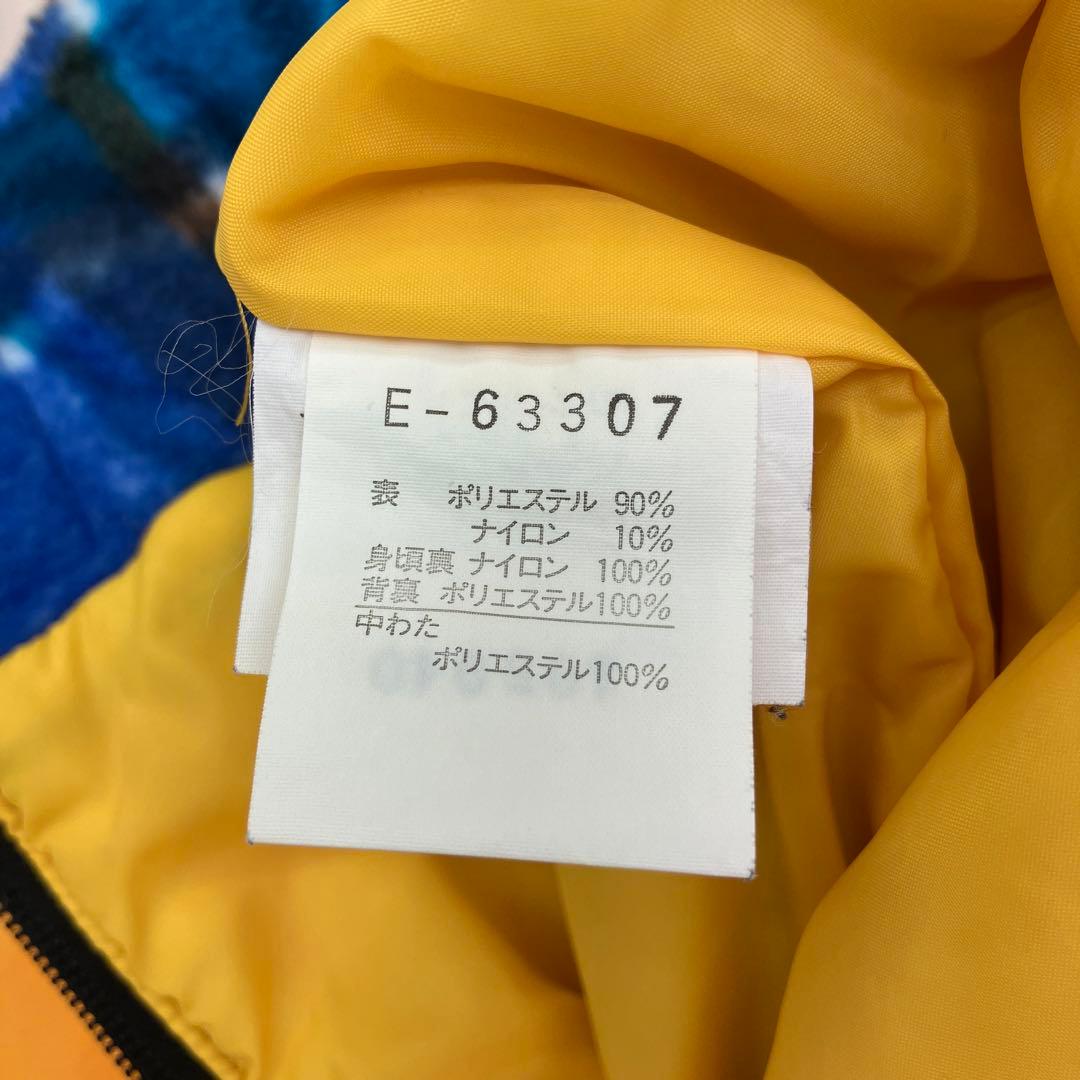 E-63307
表 ポリエステル 90%
ナイロン 10%
身頃裏 ナイロン 100%
背裏 ポリエステル100%
中わた
ポリエステル100%